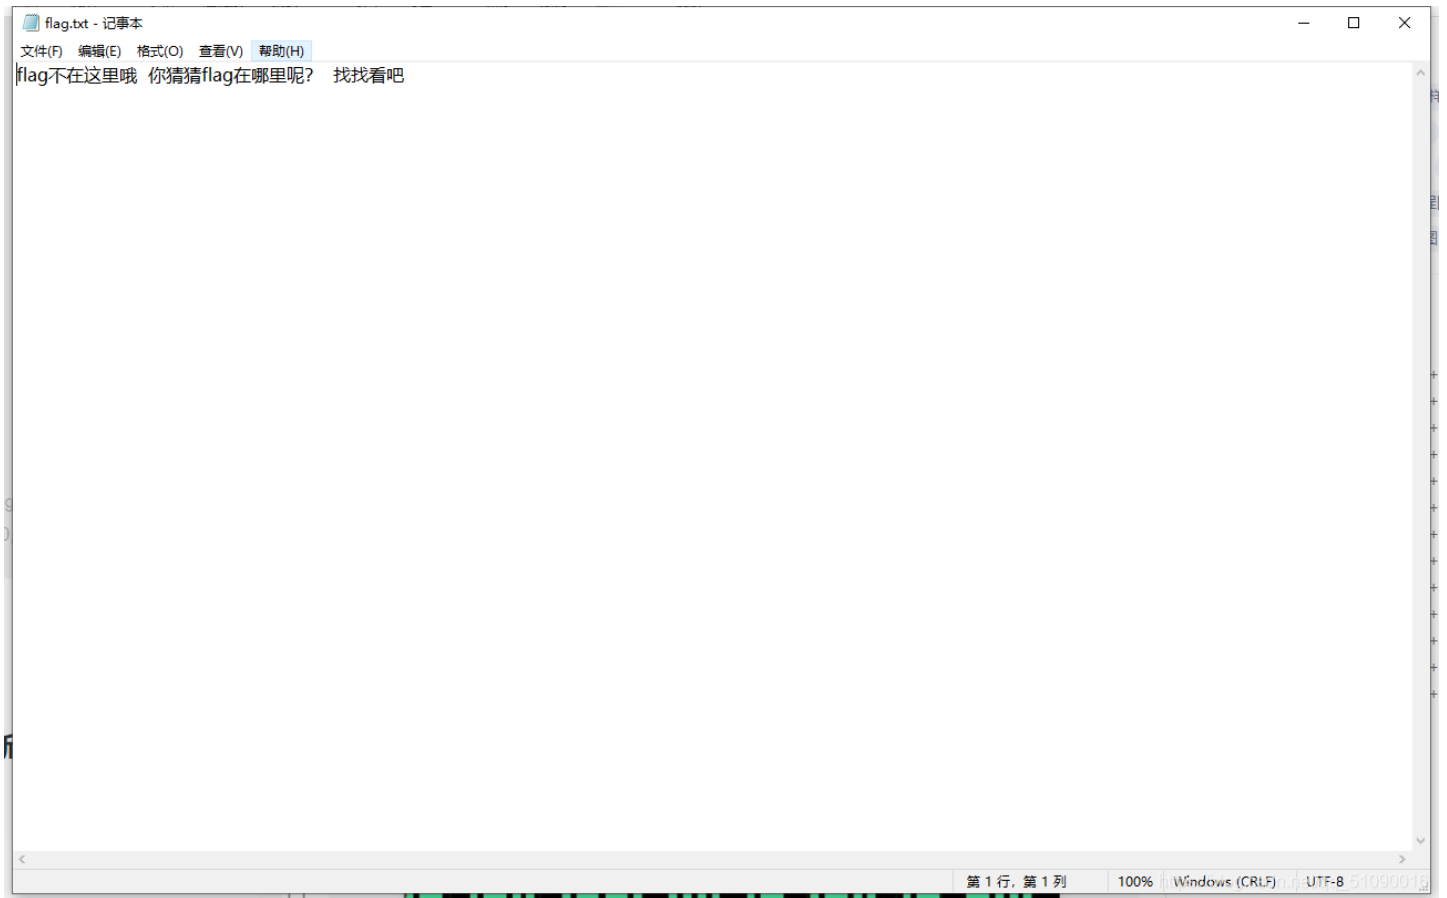 flag.txt - 记事本
文件(F) 编辑(E) 格式(O) 查看(V) 帮助(H)
flag不在这里哦 你猜猜flag在哪里呢? 找找看吧
第 1 行, 第 1 列 100% Windows (CRLF) UTF-8